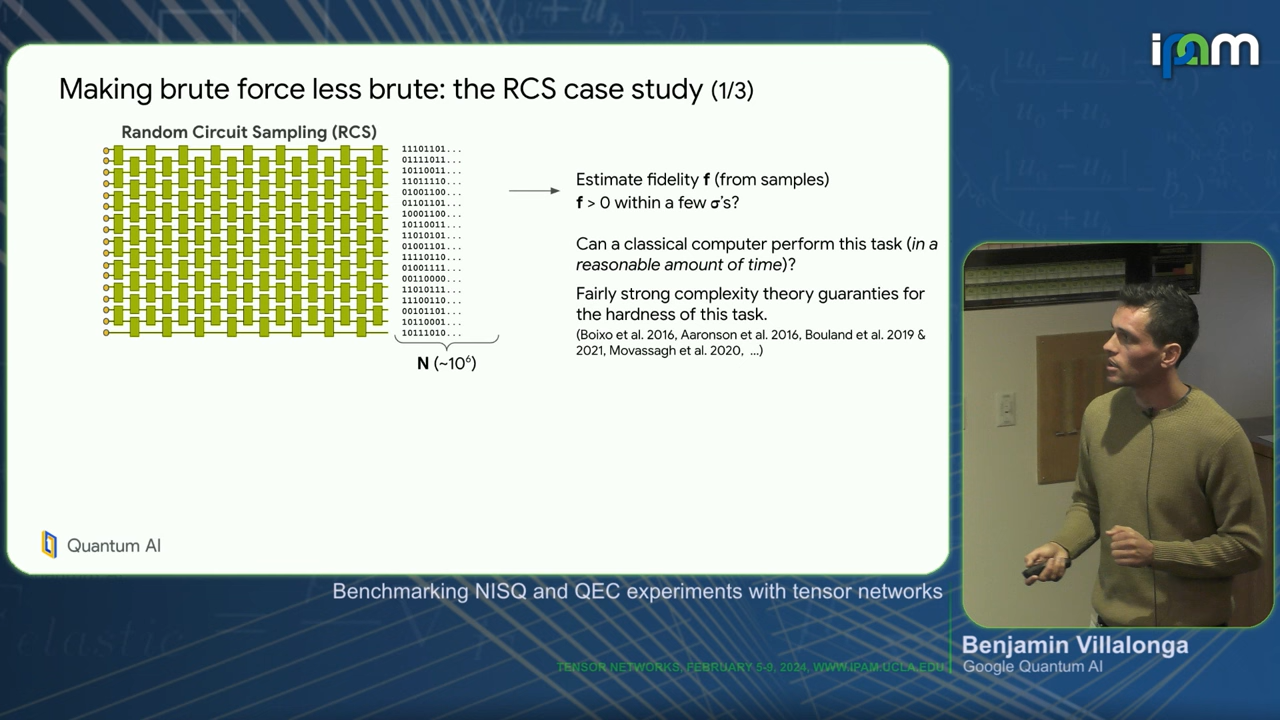 ipam
Making brute force less brute: the RCS case study (1/3)
Random Circuit Sampling (RCS)
11101101...
01111011...
10110011...
11011110...
01001100...
01101101...
10001100...
10110011...
11010101...
01001101...
11110110...
01001111...
00110000...
11010111...
11100110...
00101101...
10110001...
10111010...
N (~10⁶)
Estimate fidelity f (from samples)
f > 0 within a few σ's?
Can a classical computer perform this task (in a
reasonable amount of time)?
Fairly strong complexity theory guaranties for
the hardness of this task.
(Boixo et al. 2016, Aaronson et al. 2016, Bouland et al. 2019 &
2021, Movassagh et al. 2020, ...)
Quantum AI
Benchmarking NISQ and QEC experiments with tensor networks
Benjamin Villalonga
Google Quantum AI
TENSOR NETWORKS, FEBRUARY 5-9, 2024, WWW.IPAM.UCLA.EDU